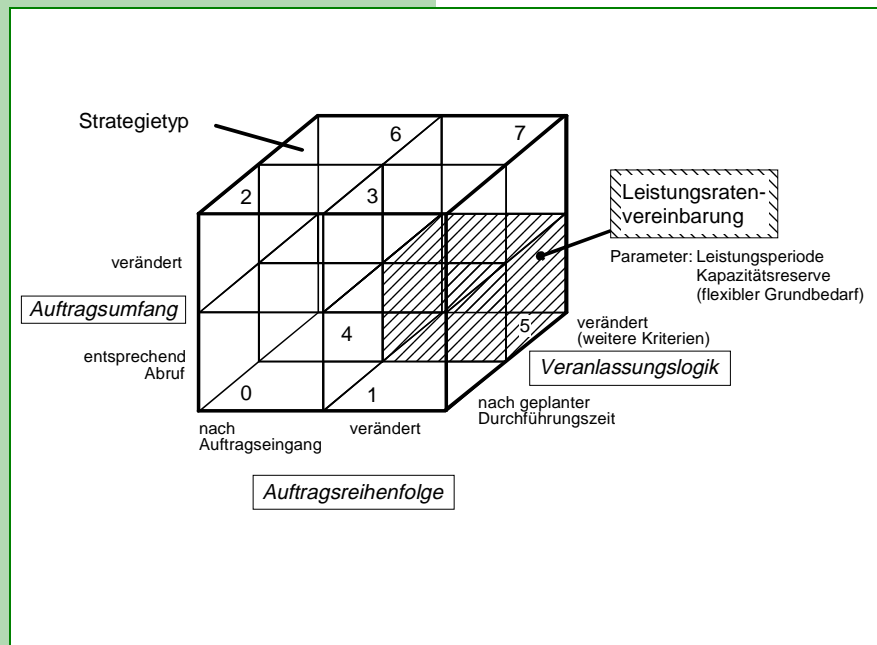 Strategietyp
6
7
2
3
Leistungsraten-
vereinbarung
Parameter: Leistungsperiode
Kapazitätsreserve
(flexibler Grundbedarf)
verändert
Auftragsumfang
entsprechend
Abruf
4
5
verändert
(weitere Kriterien)
Veranlassungslogik
0
1
nach geplanter
Durchführungszeit
nach
Auftragseingang
verändert
Auftragsreihenfolge